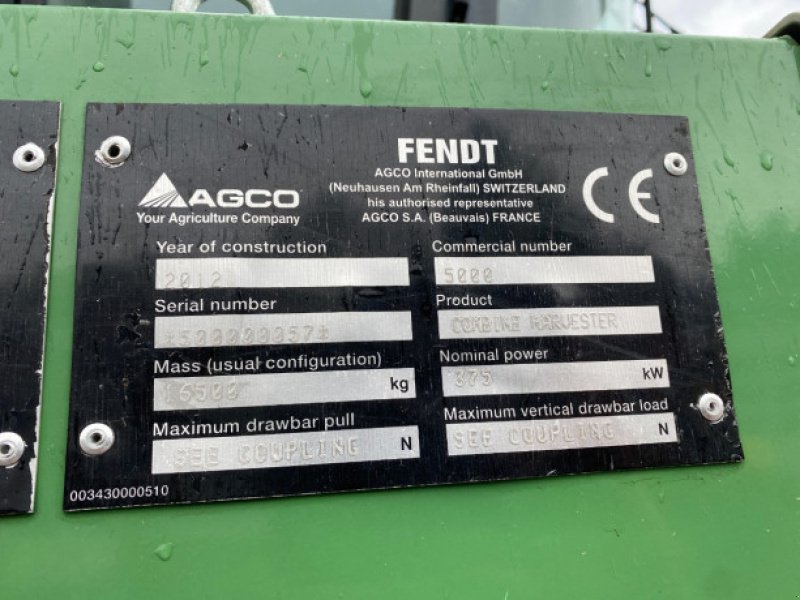 FENDT
AGCO International GmbH
(Neuhausen Am Rheinfall) SWITZERLAND
his authorised representative
AGCO S.A. (Beauvais) FRANCE
CE
AGCO
Your Agriculture Company
Year of construction
2012
Commercial number
5000
Serial number
Product
COMBINE HARVESTER
Mass (usual configuration)
16500 kg
Nominal power
375 kW
Maximum drawbar pull
SEE COUPLING N
Maximum vertical drawbar load
SEE COUPLING N
003430000510